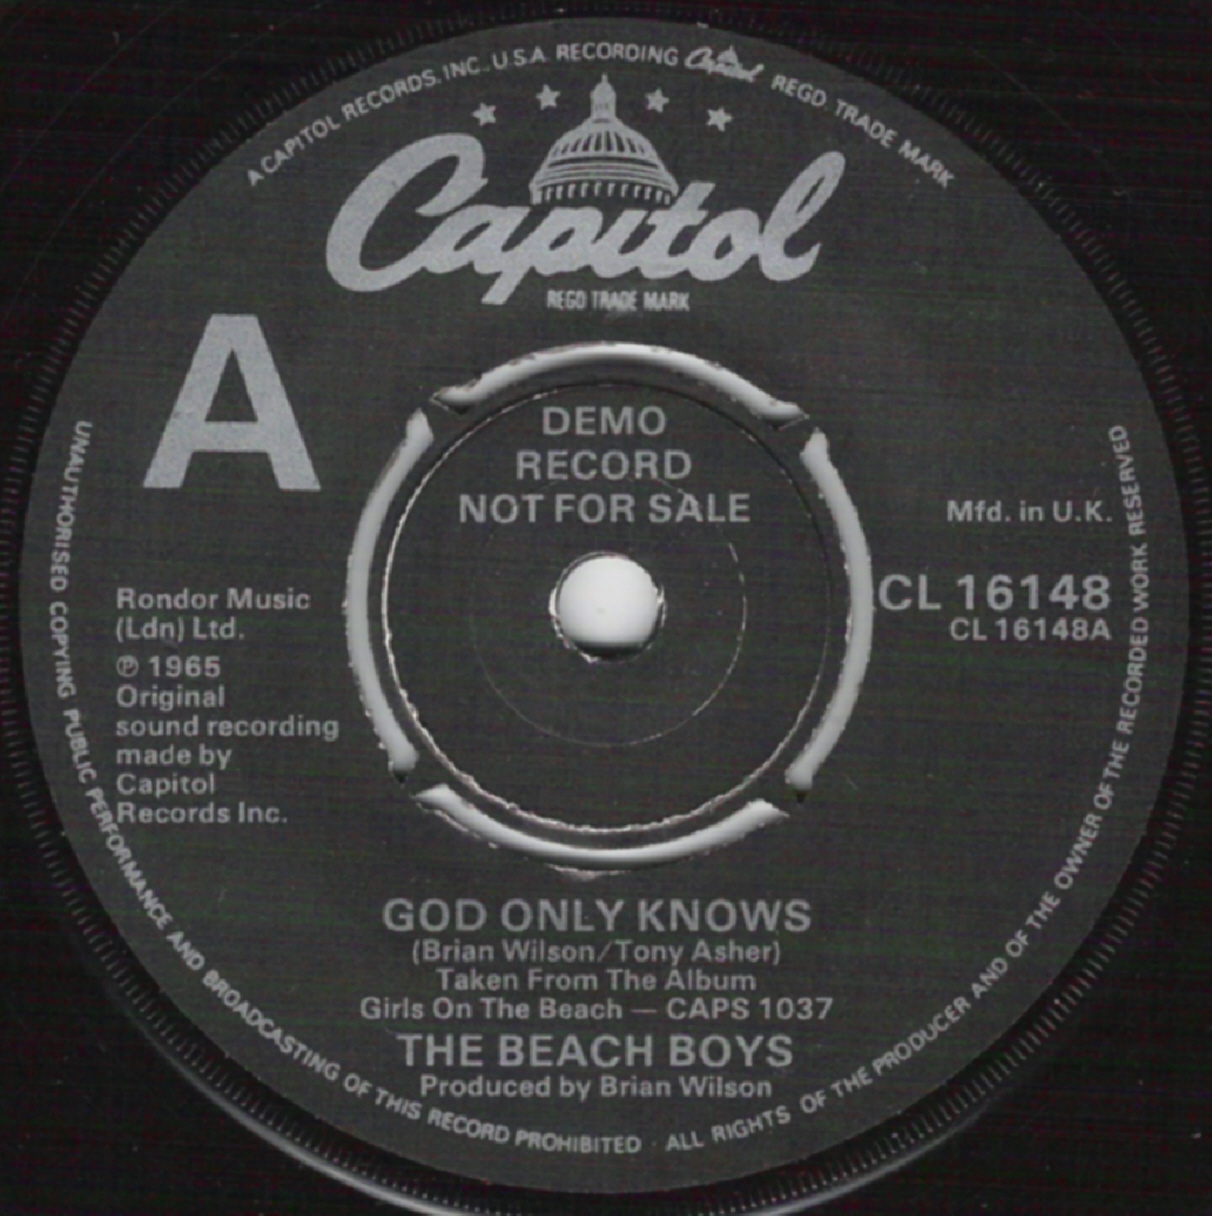 A CAPITOL RECORDS, INC., U.S.A. RECORDING Capitol REGD. TRADE MARK
Capitol
REGD TRADE MARK
A
DEMO
RECORD
NOT FOR SALE
Mfd. in U.K.
CL 16148
CL 16148A
Rondor Music
(Ldn) Ltd.
℗ 1965
Original
sound recording
made by
Capitol
Records Inc.
GOD ONLY KNOWS
(Brian Wilson/Tony Asher)
Taken From The Album
Girls On The Beach — CAPS 1037
THE BEACH BOYS
Produced by Brian Wilson
UNAUTHORISED COPYING PUBLIC PERFORMANCE AND BROADCASTING OF THIS RECORD PROHIBITED · ALL RIGHTS OF THE PRODUCER AND OF THE OWNER OF THE RECORDED WORK RESERVED